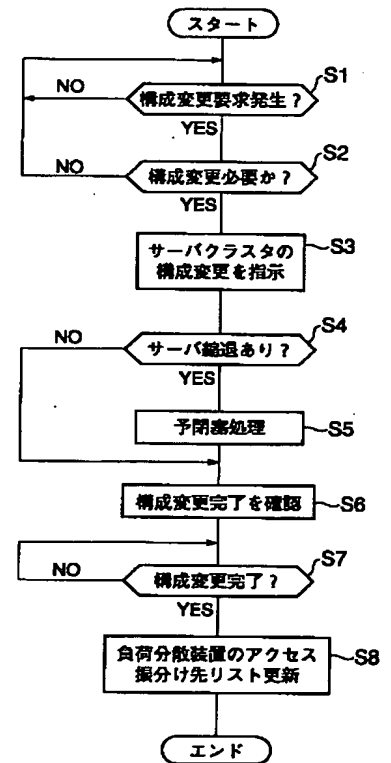 スタート
S1
NO
構成変更要求発生？
YES
S2
NO
構成変更必要か？
YES
S3
サーバクラスタの
構成変更を指示
S4
NO
サーバ縮退あり？
YES
予閉塞処理
S5
構成変更完了を確認
S6
S7
NO
構成変更完了？
YES
負荷分散装置のアクセス
振分け先リスト更新
S8
エンド